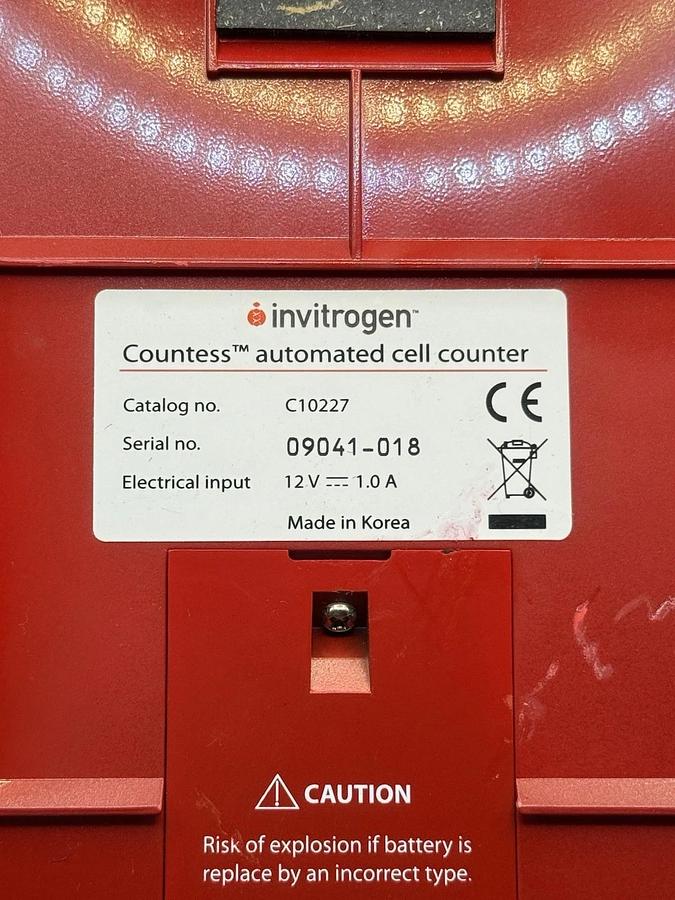 invitrogen™
Countess™ automated cell counter
Catalog no. C10227
Serial no. 09041-018
Electrical input 12 V ⎓ 1.0 A
Made in Korea
CE
CAUTION
Risk of explosion if battery is
replace by an incorrect type.